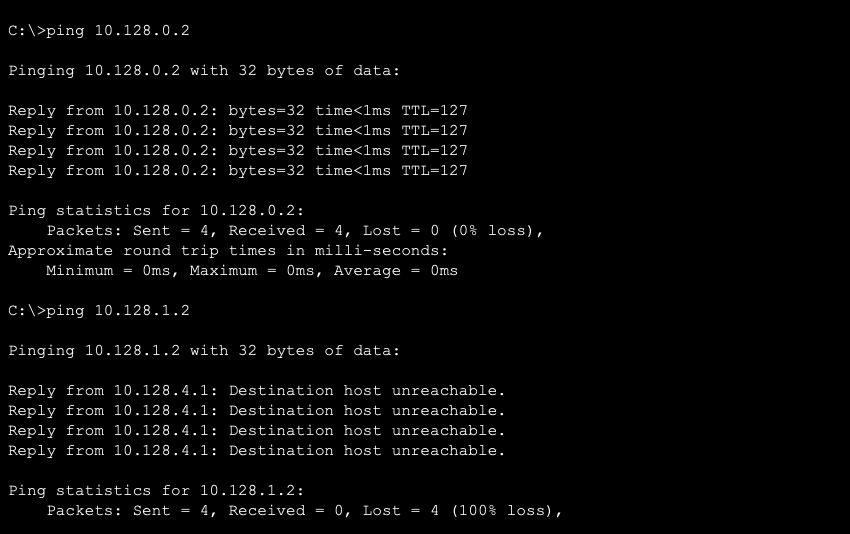 C:\>ping 10.128.0.2
Pinging 10.128.0.2 with 32 bytes of data:
Reply from 10.128.0.2: bytes=32 time<1ms TTL=127
Reply from 10.128.0.2: bytes=32 time<1ms TTL=127
Reply from 10.128.0.2: bytes=32 time<1ms TTL=127
Reply from 10.128.0.2: bytes=32 time<1ms TTL=127
Ping statistics for 10.128.0.2:
    Packets: Sent = 4, Received = 4, Lost = 0 (0% loss),
Approximate round trip times in milli-seconds:
    Minimum = 0ms, Maximum = 0ms, Average = 0ms
C:\>ping 10.128.1.2
Pinging 10.128.1.2 with 32 bytes of data:
Reply from 10.128.4.1: Destination host unreachable.
Reply from 10.128.4.1: Destination host unreachable.
Reply from 10.128.4.1: Destination host unreachable.
Reply from 10.128.4.1: Destination host unreachable.
Ping statistics for 10.128.1.2:
    Packets: Sent = 4, Received = 0, Lost = 4 (100% loss),